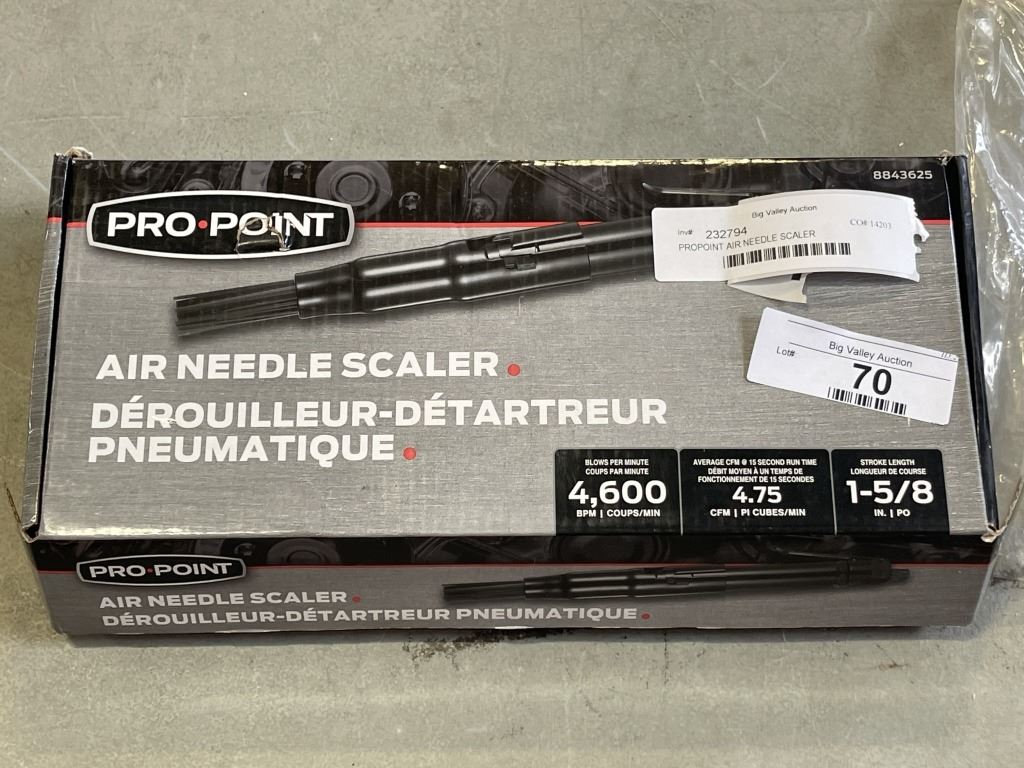 8843625
PRO•POINT
Big Valley Auction
CO#:14203
Inv# 232794
PROPOINT AIR NEEDLE SCALER
Big Valley Auction
Lot#
70
AIR NEEDLE SCALER
DÉROUILLEUR-DÉTARTREUR
PNEUMATIQUE
BLOWS PER MINUTE
COUPS PAR MINUTE
4,600
BPM | COUPS/MIN
AVERAGE CFM @ 15 SECOND RUN TIME
DÉBIT MOYEN À UN TEMPS DE
FONCTIONNEMENT DE 15 SECONDES
4.75
CFM | PI CUBES/MIN
STROKE LENGTH
LONGUEUR DE COURSE
1-5/8
IN. | PO
PRO•POINT
AIR NEEDLE SCALER
DÉROUILLEUR-DÉTARTREUR PNEUMATIQUE